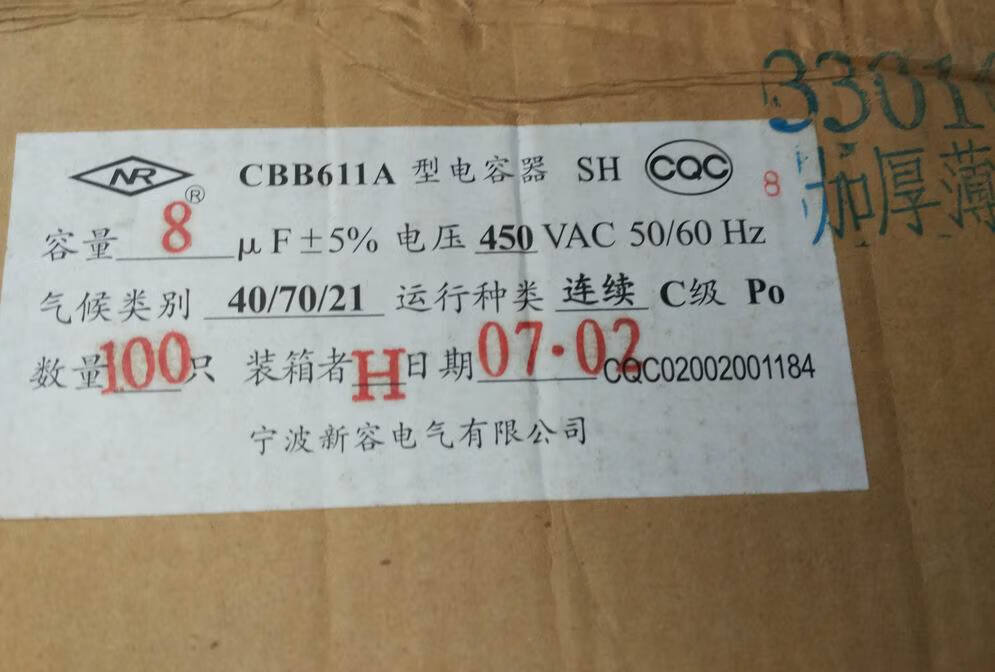 33010
加厚薄
NR ® CBB611A 型电容器 SH CQC 8
容量 8 μF±5% 电压 450 VAC 50/60 Hz
气候类别 40/70/21 运行种类 连续 C级 Po
数量 100 只 装箱者 H 日期 07·02 CQC02002001184
宁波新容电气有限公司